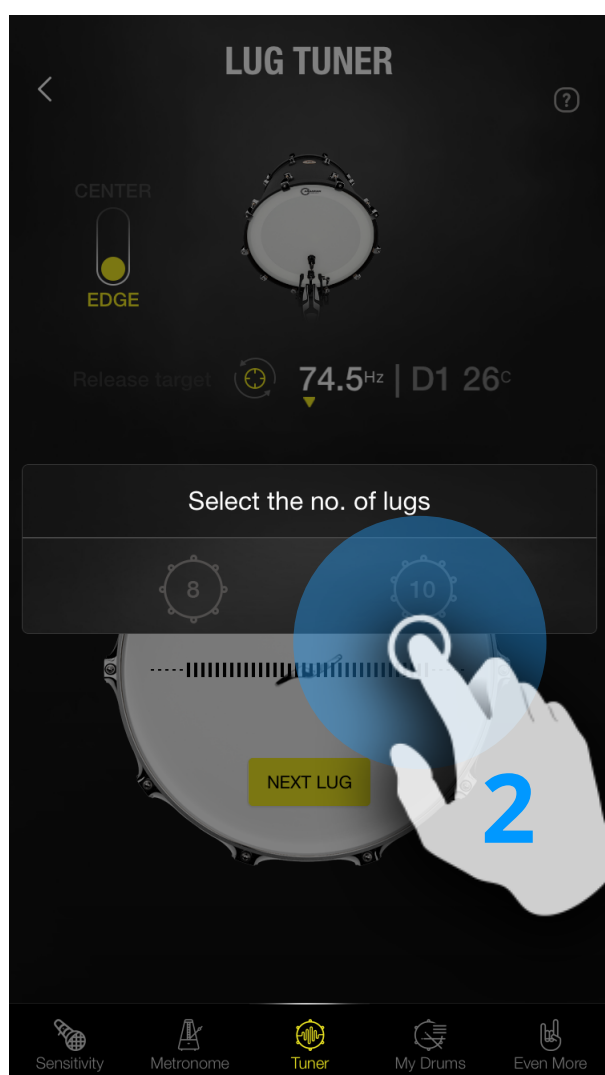 LUG TUNER
?
CENTER
EDGE
Release target 74.5Hz | D1 26c
Select the no. of lugs
8 10
NEXT LUG
2
Sensitivity Metronome Tuner My Drums Even More